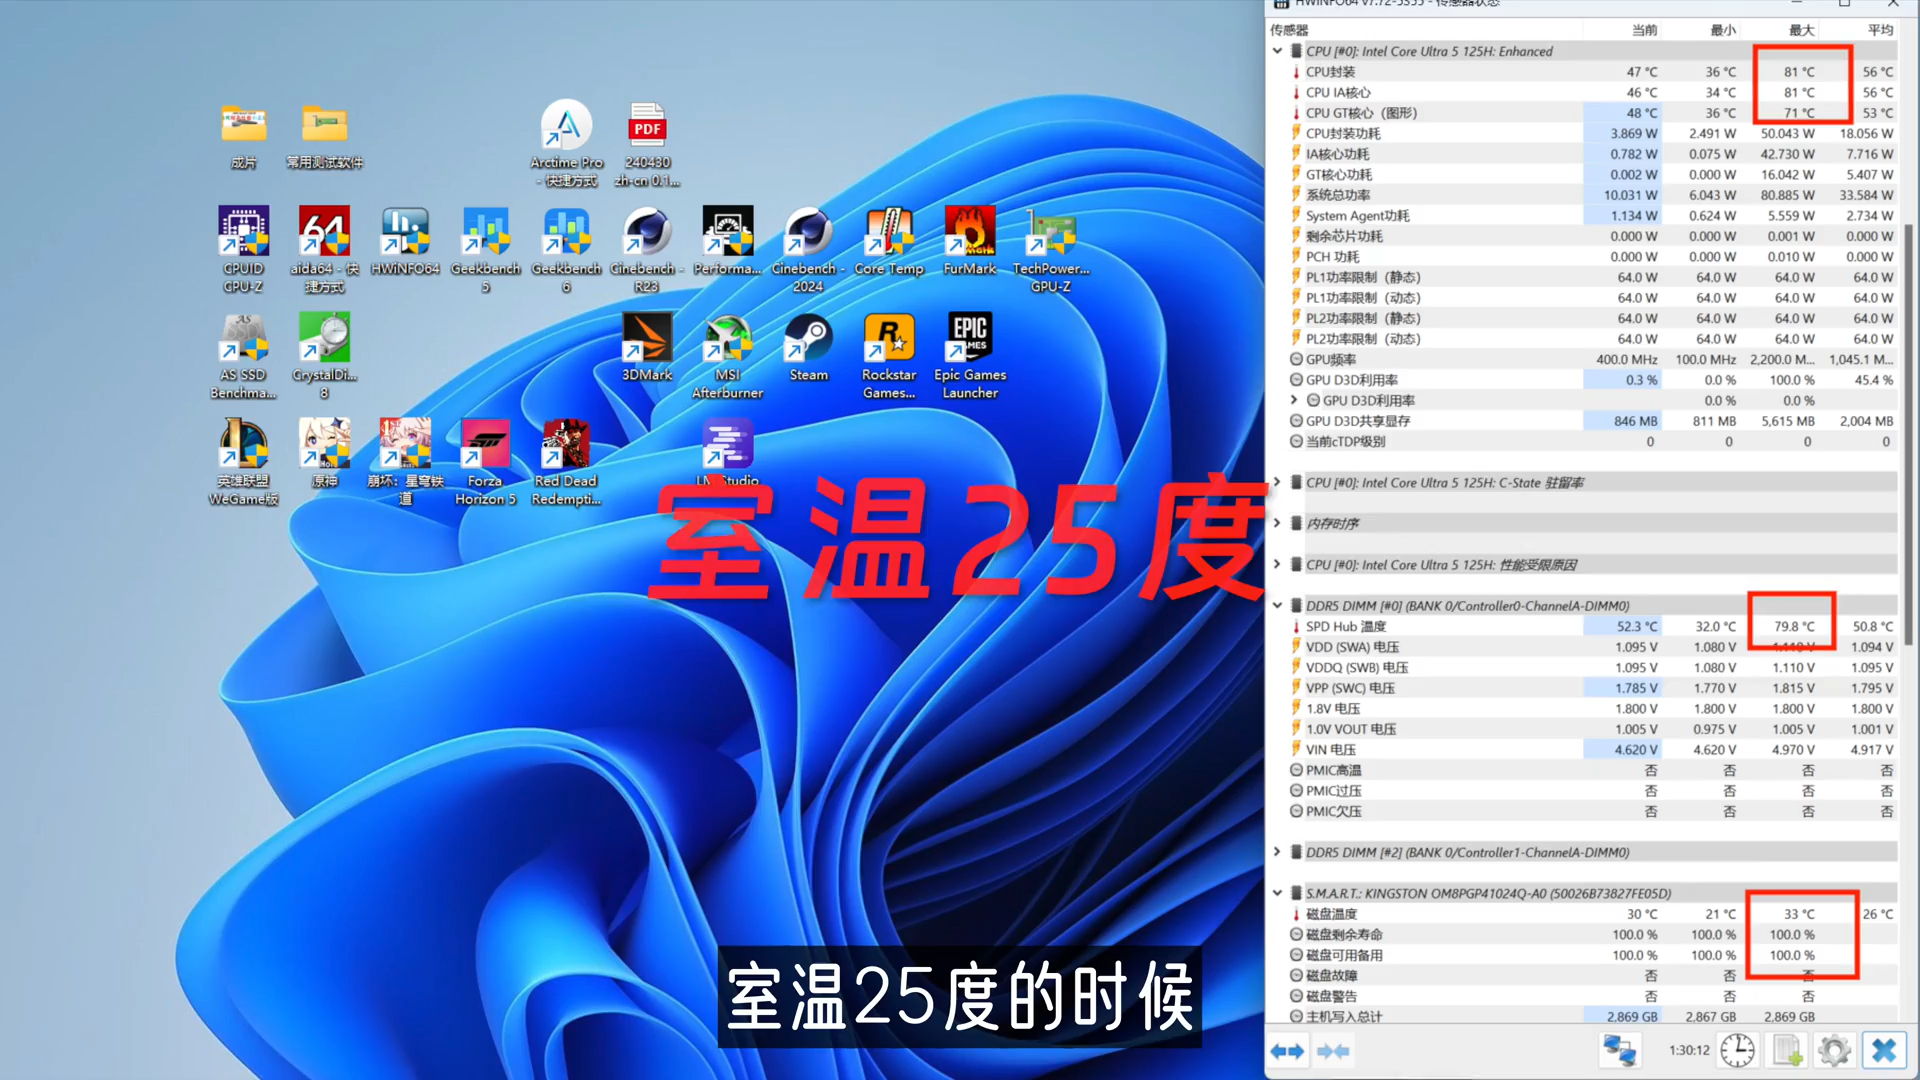 HWiNFO64 v7.72-5355 - 传感器状态
传感器 当前 最小 最大 平均
CPU [#0]: Intel Core Ultra 5 125H: Enhanced
CPU封装 47 °C 36 °C 81 °C 56 °C
CPU IA核心 46 °C 34 °C 81 °C 56 °C
CPU GT核心（图形） 48 °C 36 °C 71 °C 53 °C
CPU封装功耗 3.869 W 2.491 W 50.043 W 18.056 W
IA核心功耗 0.782 W 0.075 W 42.730 W 7.716 W
GT核心功耗 0.002 W 0.000 W 16.042 W 5.407 W
系统总功率 10.031 W 6.043 W 80.885 W 33.584 W
System Agent功耗 1.134 W 0.624 W 5.559 W 2.734 W
剩余芯片功耗 0.000 W 0.000 W 0.001 W 0.000 W
PCH 功耗 0.000 W 0.000 W 0.010 W 0.000 W
PL1功率限制（静态） 64.0 W 64.0 W 64.0 W 64.0 W
PL1功率限制（动态） 64.0 W 64.0 W 64.0 W 64.0 W
PL2功率限制（静态） 64.0 W 64.0 W 64.0 W 64.0 W
PL2功率限制（动态） 64.0 W 64.0 W 64.0 W 64.0 W
GPU频率 400.0 MHz 100.0 MHz 2,200.0 M... 1,045.1 M...
GPU D3D利用率 0.3 % 0.0 % 100.0 % 45.4 %
GPU D3D利用率 0.0 % 0.0 %
GPU D3D共享显存 846 MB 811 MB 5,615 MB 2,004 MB
当前cTDP级别 0 0 0 0
CPU [#0]: Intel Core Ultra 5 125H: C-State 驻留率
内存时序
CPU [#0]: Intel Core Ultra 5 125H: 性能受限原因
DDR5 DIMM [#0] (BANK 0/Controller0-ChannelA-DIMM0)
SPD Hub 温度 52.3 °C 32.0 °C 79.8 °C 50.8 °C
VDD (SWA) 电压 1.095 V 1.080 V 1.110 V 1.094 V
VDDQ (SWB) 电压 1.095 V 1.080 V 1.110 V 1.095 V
VPP (SWC) 电压 1.785 V 1.770 V 1.815 V 1.795 V
1.8V 电压 1.800 V 1.800 V 1.800 V 1.800 V
1.0V VOUT 电压 1.005 V 0.975 V 1.005 V 1.001 V
VIN 电压 4.620 V 4.620 V 4.970 V 4.917 V
PMIC高温 否 否 否 否
PMIC过压 否 否 否 否
PMIC欠压 否 否 否 否
DDR5 DIMM [#2] (BANK 0/Controller1-ChannelA-DIMM0)
S.M.A.R.T.: KINGSTON OM8PGP41024Q-A0 (50026B73827FE05D)
磁盘温度 30 °C 21 °C 33 °C 26 °C
磁盘剩余寿命 100.0 % 100.0 % 100.0 %
磁盘可用备用 100.0 % 100.0 % 100.0 %
磁盘故障 否 否 否
磁盘警告 否 否 否
主机写入总计 2,869 GB 2,867 GB 2,869 GB
1:30:12
成片
常用测试软件
Arctime Pro
- 快捷方式
PDF
240430
zh-cn 0.1...
CPUID
CPU-Z
64
aida64 - 快
捷方式
HWiNFO64
Geekbench
5
Geekbench
6
Cinebench -
R23
Performa...
Cinebench -
2024
Core Temp
FurMark
TechPower...
GPU-Z
AS
AS SSD
Benchma...
CrystalDi...
8
3DMark
MSI
Afterburner
Steam
R
Rockstar
Games...
EPIC
GAMES
Epic Games
Launcher
英雄联盟
WeGame版
原神
崩坏：星穹铁
道
Forza
Horizon 5
Red Dead
Redempti...
LM Studio
室温25度
室温25度的时候